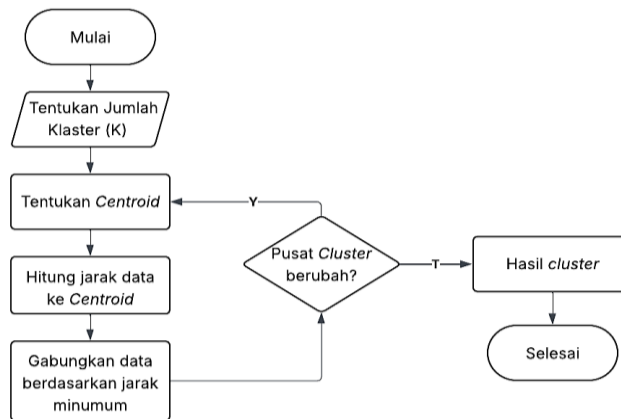 Mulai
Tentukan Jumlah
Klaster (K)
Tentukan Centroid
Hitung jarak data
ke Centroid
Gabungkan data
berdasarkan jarak
minumum
Y
Pusat Cluster
berubah?
T
Hasil cluster
Selesai